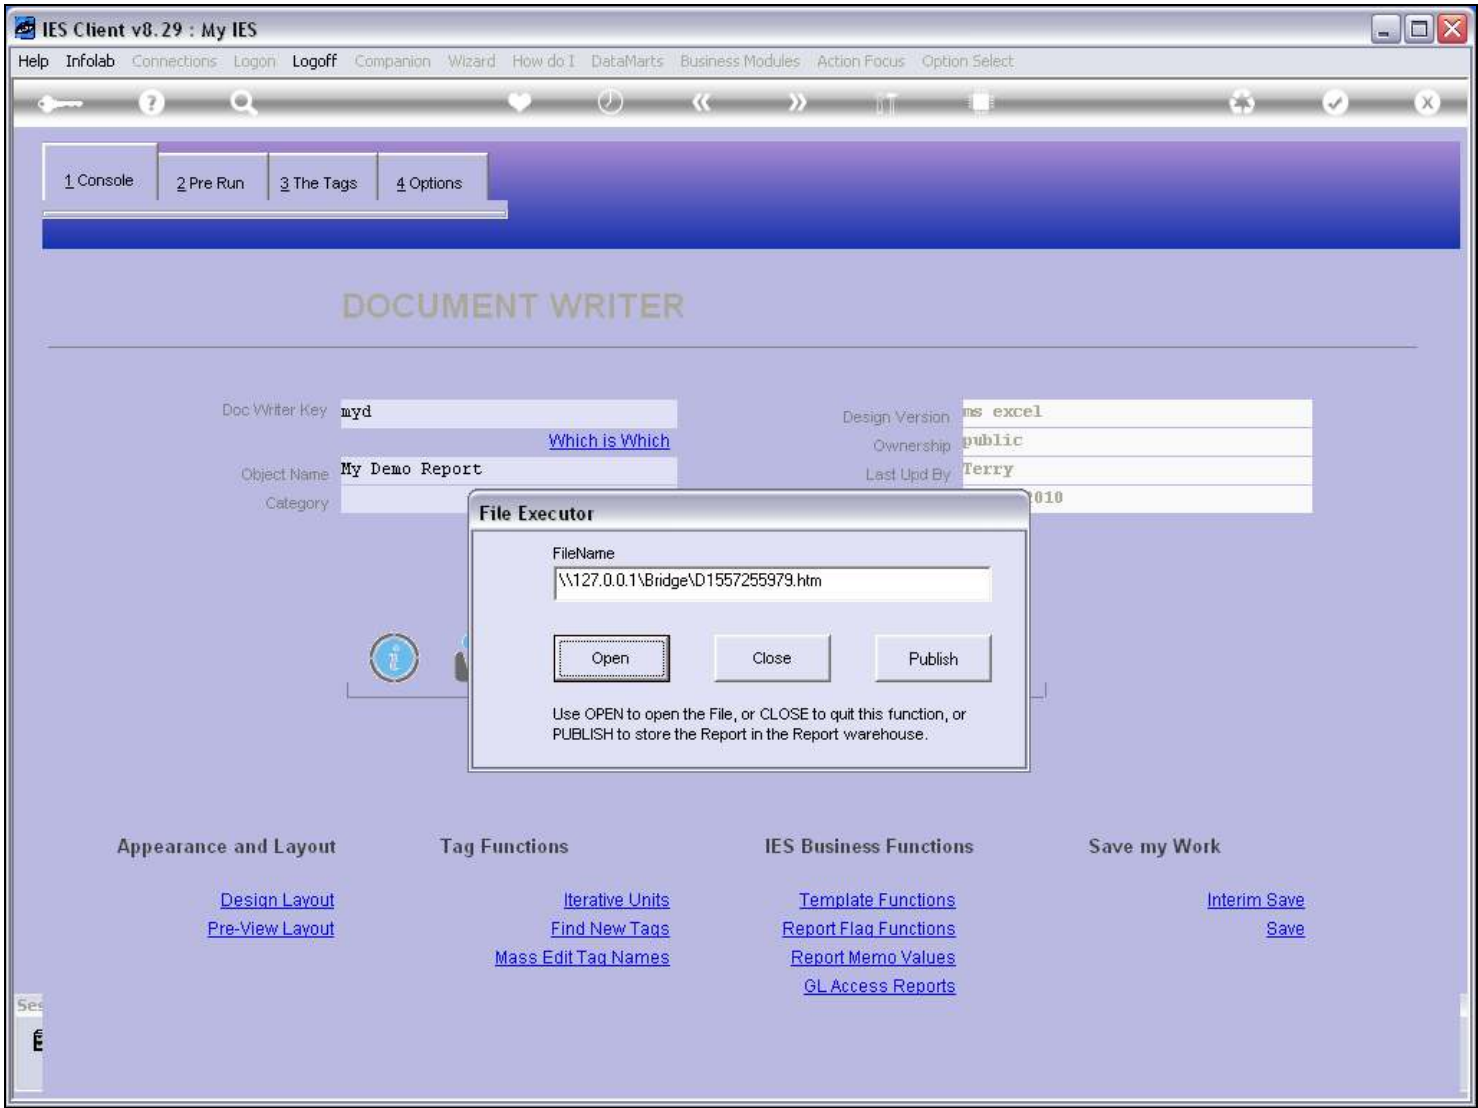 IES Client v8.29 : My IES
Help Infolab Connections Logon Logoff Companion Wizard How do I DataMarts Business Modules Action Focus Option Select
1 Console 2 Pre Run 3 The Tags 4 Options
DOCUMENT WRITER
Doc Writer Key myd
Design Version ms excel
Which is Which
Ownership public
Object Name My Demo Report
Last Upd By Terry
Category
2010
File Executor
FileName
\\127.0.0.1\Bridge\D1557255979.htm
Open Close Publish
Use OPEN to open the File, or CLOSE to quit this function, or
PUBLISH to store the Report in the Report warehouse.
Appearance and Layout Tag Functions IES Business Functions Save my Work
Design Layout Iterative Units Template Functions Interim Save
Pre-View Layout Find New Tags Report Flag Functions Save
Mass Edit Tag Names Report Memo Values
GL Access Reports
Ses